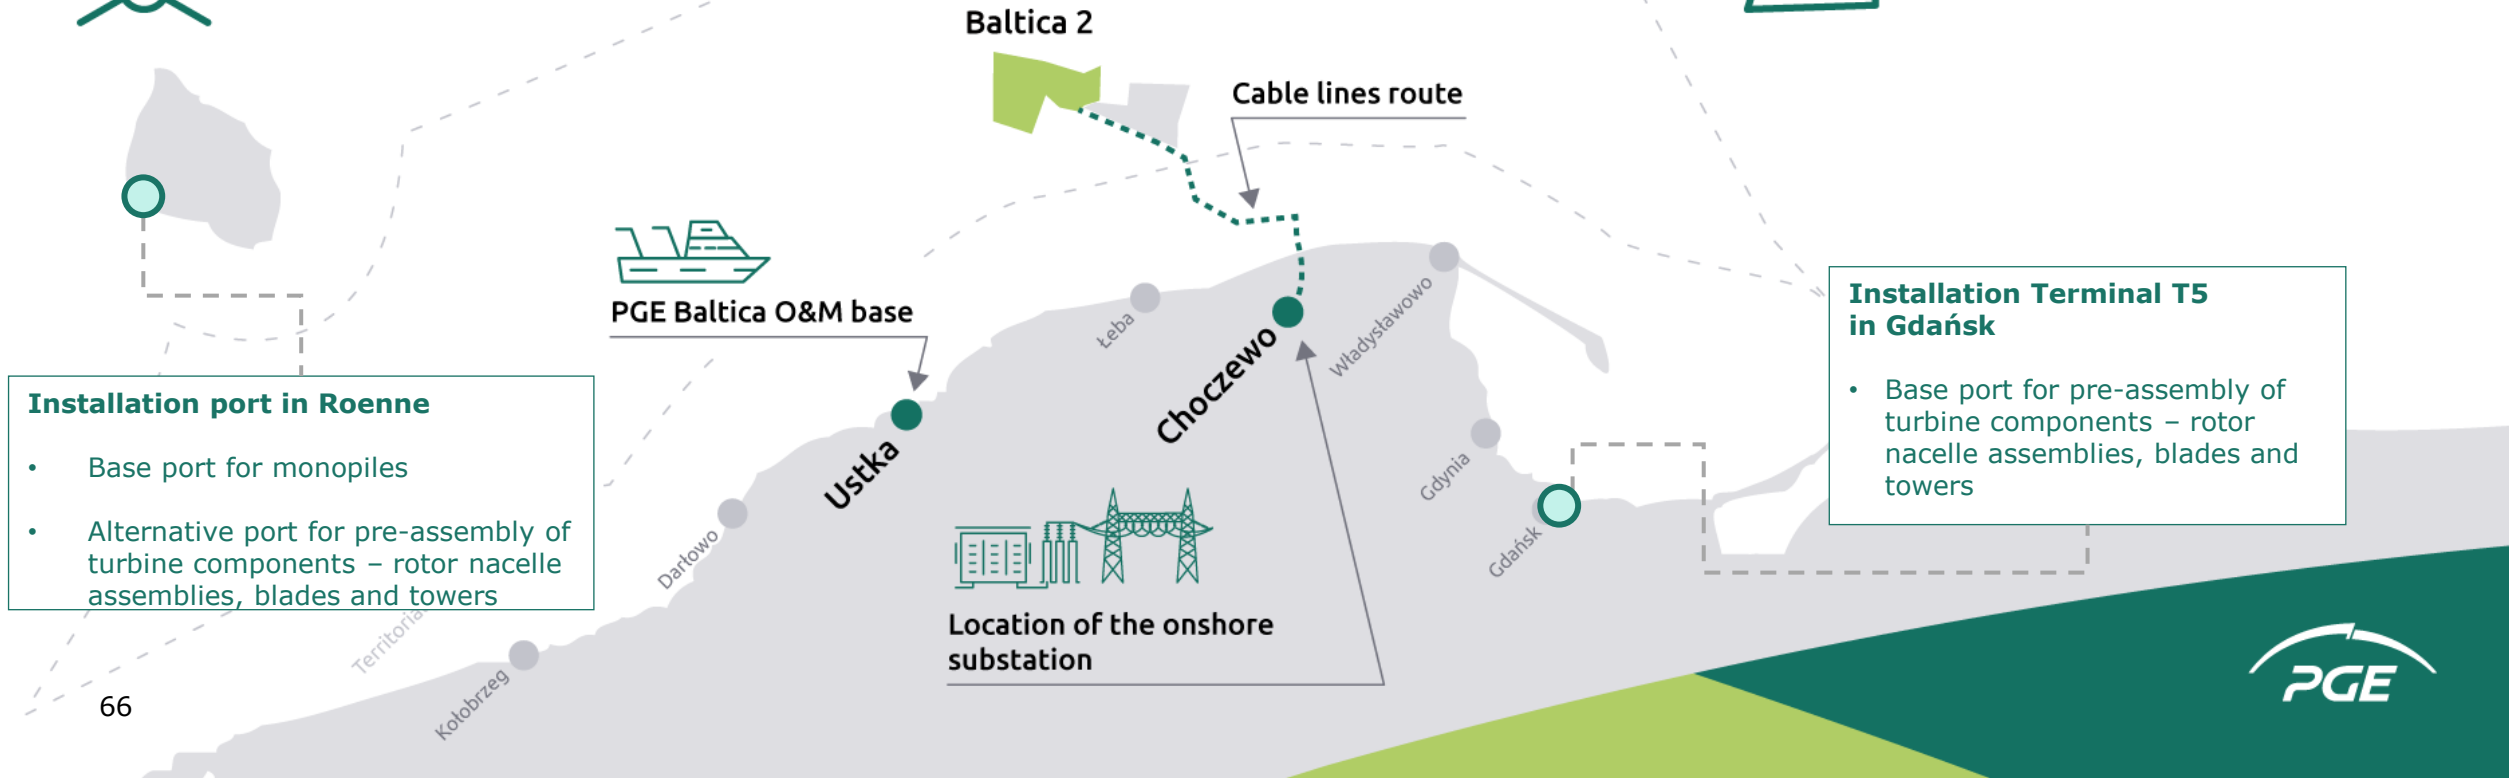 Baltica 2
Cable lines route
PGE Baltica O&M base
Installation port in Roenne
• Base port for monopiles
• Alternative port for pre-assembly of
turbine components – rotor nacelle
assemblies, blades and towers
Installation Terminal T5
in Gdańsk
• Base port for pre-assembly of
turbine components – rotor
nacelle assemblies, blades and
towers
Łeba
Władysławowo
Choczewo
Ustka
Gdynia
Gdańsk
Darłowo
Kołobrzeg
Location of the onshore
substation
66
PGE